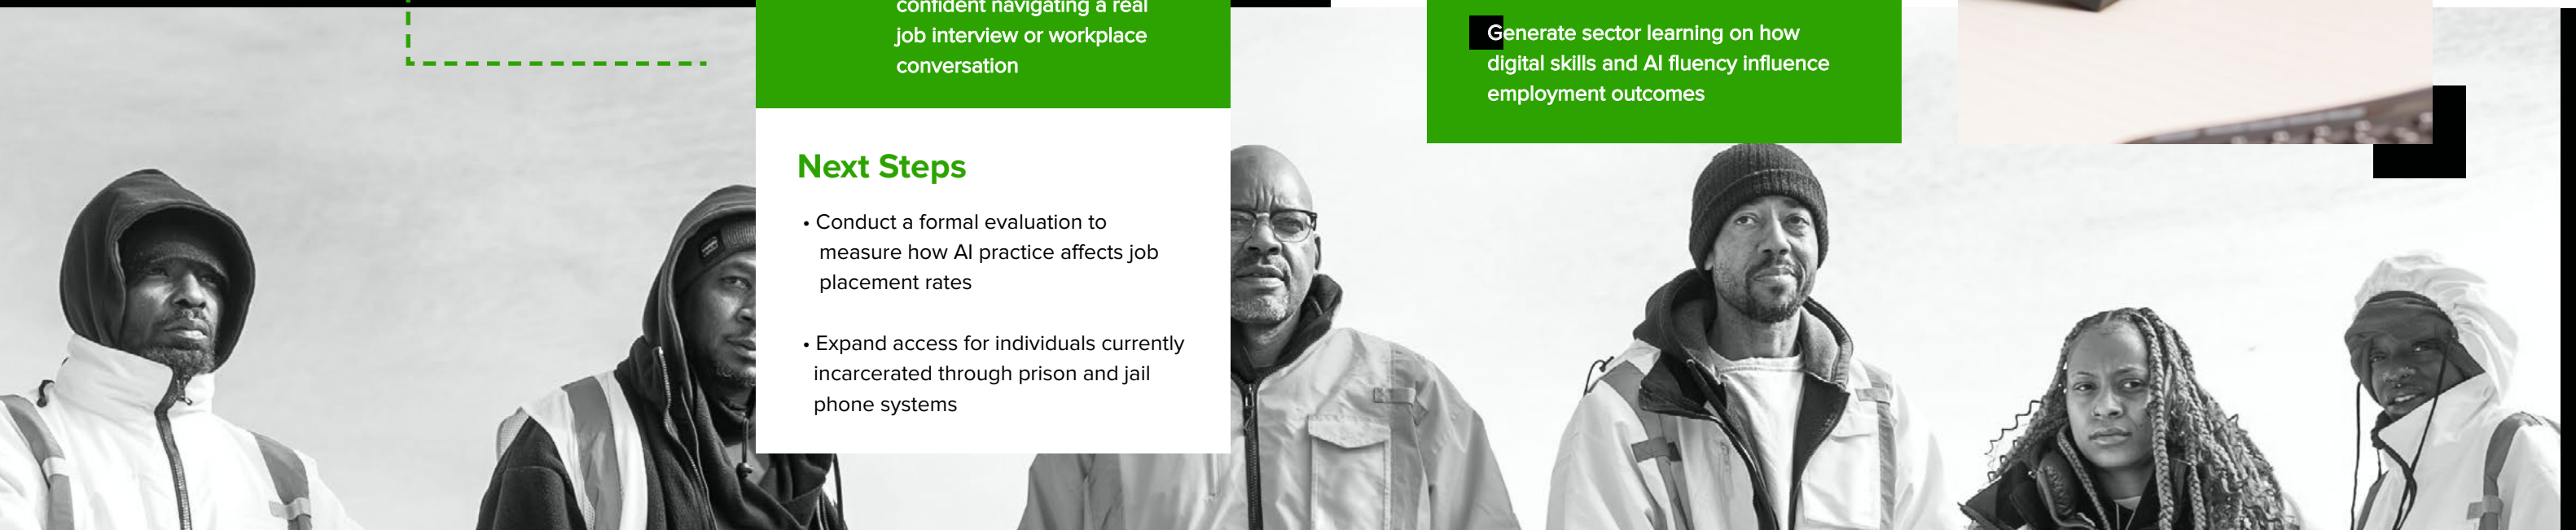 confident navigating a real
job interview or workplace
conversation
Next Steps
• Conduct a formal evaluation to
measure how AI practice affects job
placement rates
• Expand access for individuals currently
incarcerated through prison and jail
phone systems
Generate sector learning on how
digital skills and AI fluency influence
employment outcomes